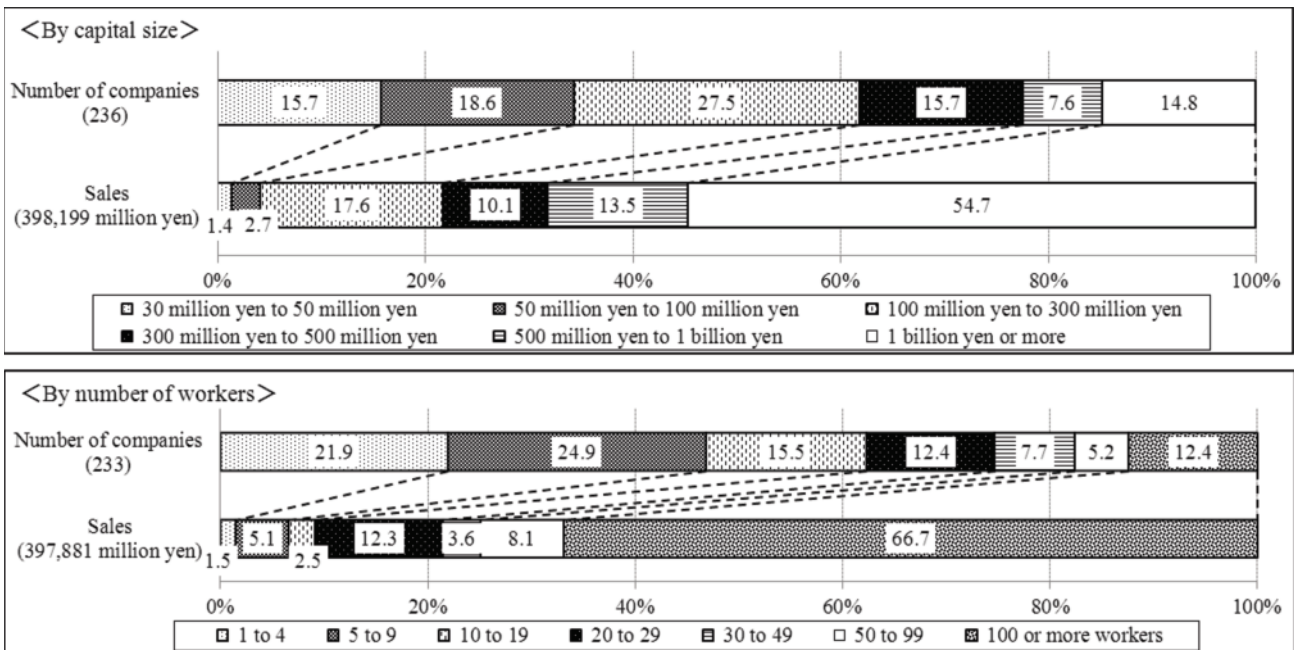 <By capital size>
0% 20% 40% 60% 80% 100%
Number of companies
(236)
15.7 18.6 27.5 15.7 7.6 14.8
Sales
(398,199 million yen)
1.4 2.7 17.6 10.1 13.5 54.7
0% 20% 40% 60% 80% 100%
30 million yen to 50 million yen 50 million yen to 100 million yen 100 million yen to 300 million yen
300 million yen to 500 million yen 500 million yen to 1 billion yen 1 billion yen or more
<By number of workers>
Number of companies
(233)
21.9 24.9 15.5 12.4 7.7 5.2 12.4
Sales
(397,881 million yen)
1.5 5.1 2.5 12.3 3.6 8.1 66.7
0% 20% 40% 60% 80% 100%
1 to 4 5 to 9 10 to 19 20 to 29 30 to 49 50 to 99 100 or more workers